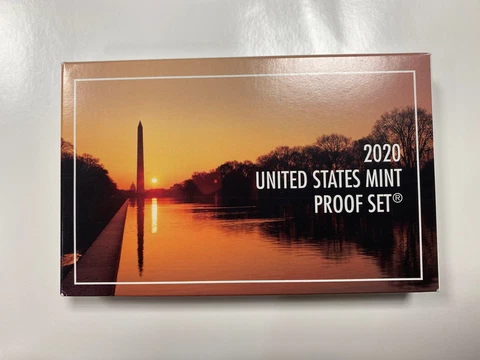 2020
UNITED STATES MINT
PROOF SET®